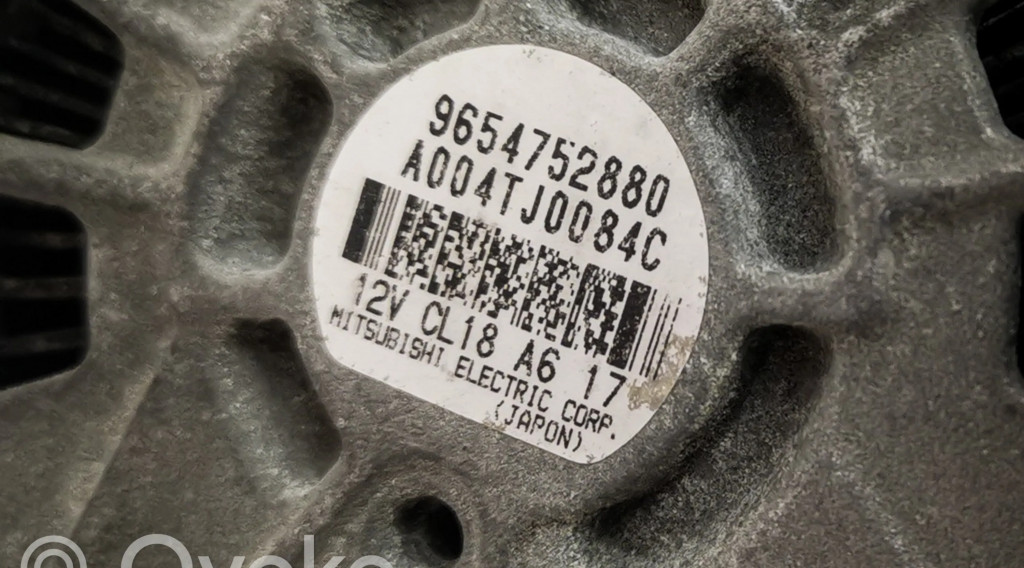 9654752880
A004TJ0084C
12V CL18 A6 17
MITSUBISHI ELECTRIC CORP.
(JAPON)
©